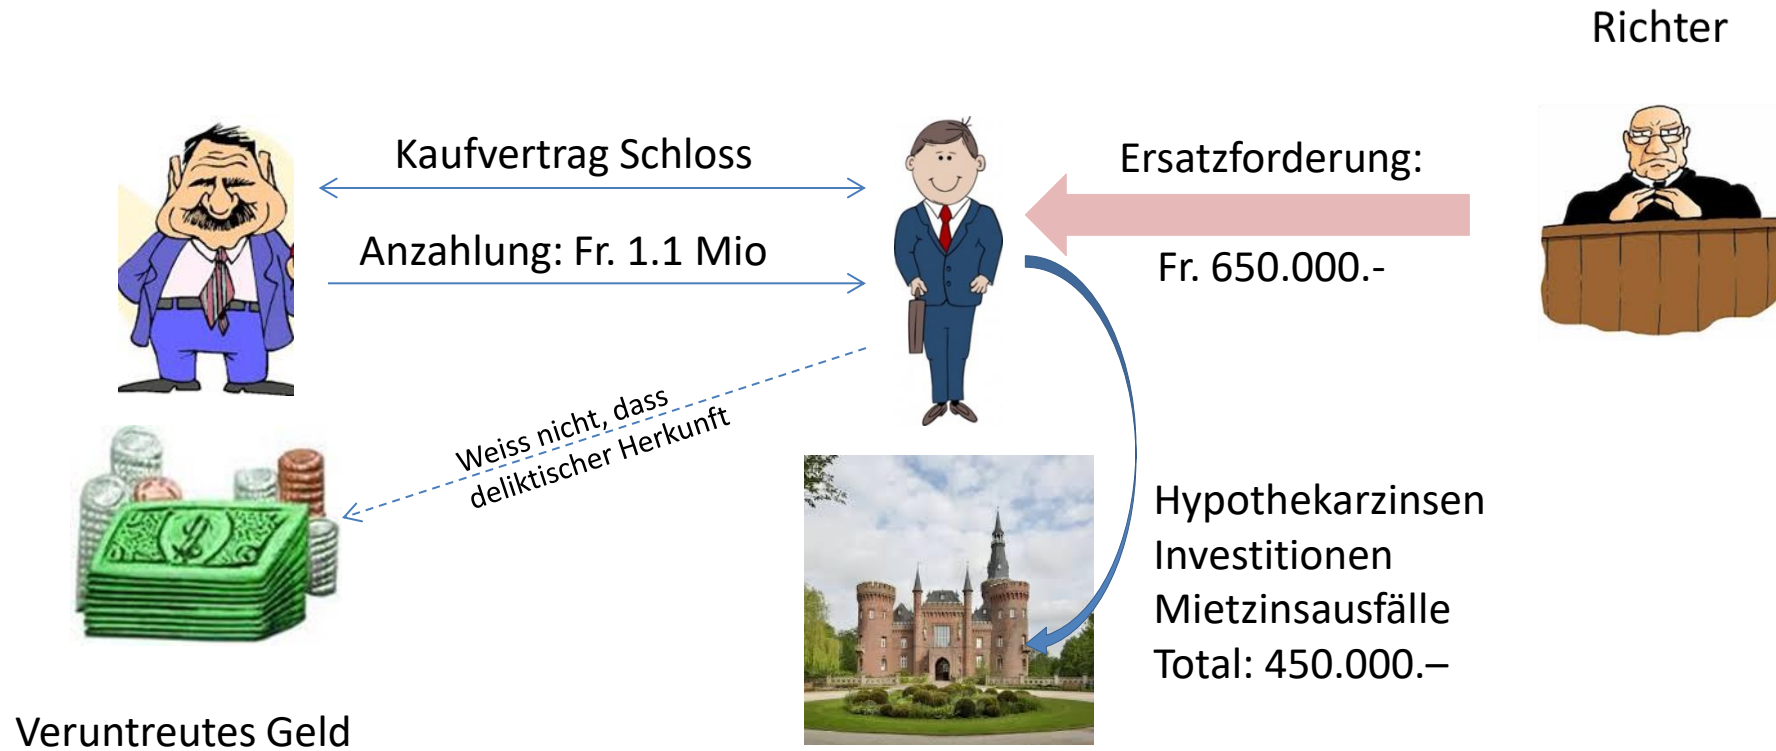 Richter
Kaufvertrag Schloss
Anzahlung: Fr. 1.1 Mio
Ersatzforderung:
Fr. 650.000.-
Weiss nicht, dass
deliktischer Herkunft
Hypothekarzinsen
Investitionen
Mietzinsausfälle
Total: 450.000.–
Veruntreutes Geld